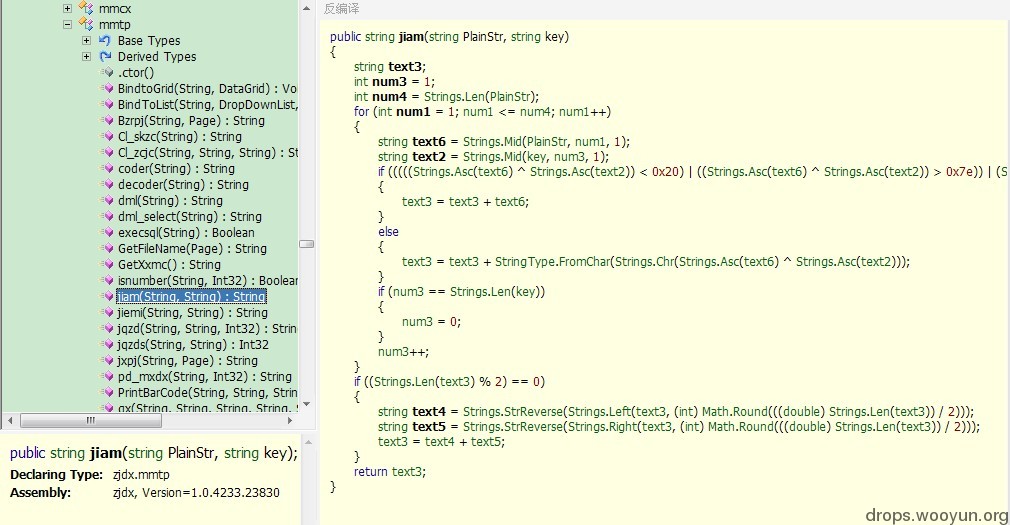 mmcx
mmtp
Base Types
Derived Types
.ctor()
BindtoGrid(String, DataGrid) : Vo
BindToList(String, DropDownList,
Bzrpj(String, Page) : String
Cl_skzc(String) : String
Cl_zcjc(String, String, String) : St
coder(String) : String
decoder(String) : String
dml(String) : String
dml_select(String) : String
execsql(String) : Boolean
GetFileName(Page) : String
GetXxmc() : String
isnumber(String, Int32) : Boolean
jiam(String, String) : String
jiemi(String, String) : String
jqzd(String, String, Int32) : Strin
jqzds(String, String) : Int32
jxpj(String, Page) : String
pd_mxdx(String, Int32) : String
PrintBarCode(String, String, Strin
public string jiam(string PlainStr, string key);
Declaring Type: zjdx.mmtp
Assembly: zjdx, Version=1.0.4233.23830
反编译
public string jiam(string PlainStr, string key)
{
string text3;
int num3 = 1;
int num4 = Strings.Len(PlainStr);
for (int num1 = 1; num1 <= num4; num1++)
{
string text6 = Strings.Mid(PlainStr, num1, 1);
string text2 = Strings.Mid(key, num3, 1);
if (((((Strings.Asc(text6) ^ Strings.Asc(text2)) < 0x20) | ((Strings.Asc(text6) ^ Strings.Asc(text2)) > 0x7e)) | (S
{
text3 = text3 + text6;
}
else
{
text3 = text3 + StringType.FromChar(Strings.Chr(Strings.Asc(text6) ^ Strings.Asc(text2)));
}
if (num3 == Strings.Len(key))
{
num3 = 0;
}
num3++;
}
if ((Strings.Len(text3) % 2) == 0)
{
string text4 = Strings.StrReverse(Strings.Left(text3, (int) Math.Round(((double) Strings.Len(text3)) / 2)));
string text5 = Strings.StrReverse(Strings.Right(text3, (int) Math.Round(((double) Strings.Len(text3)) / 2)));
text3 = text4 + text5;
}
return text3;
}
drops.wooyun.org